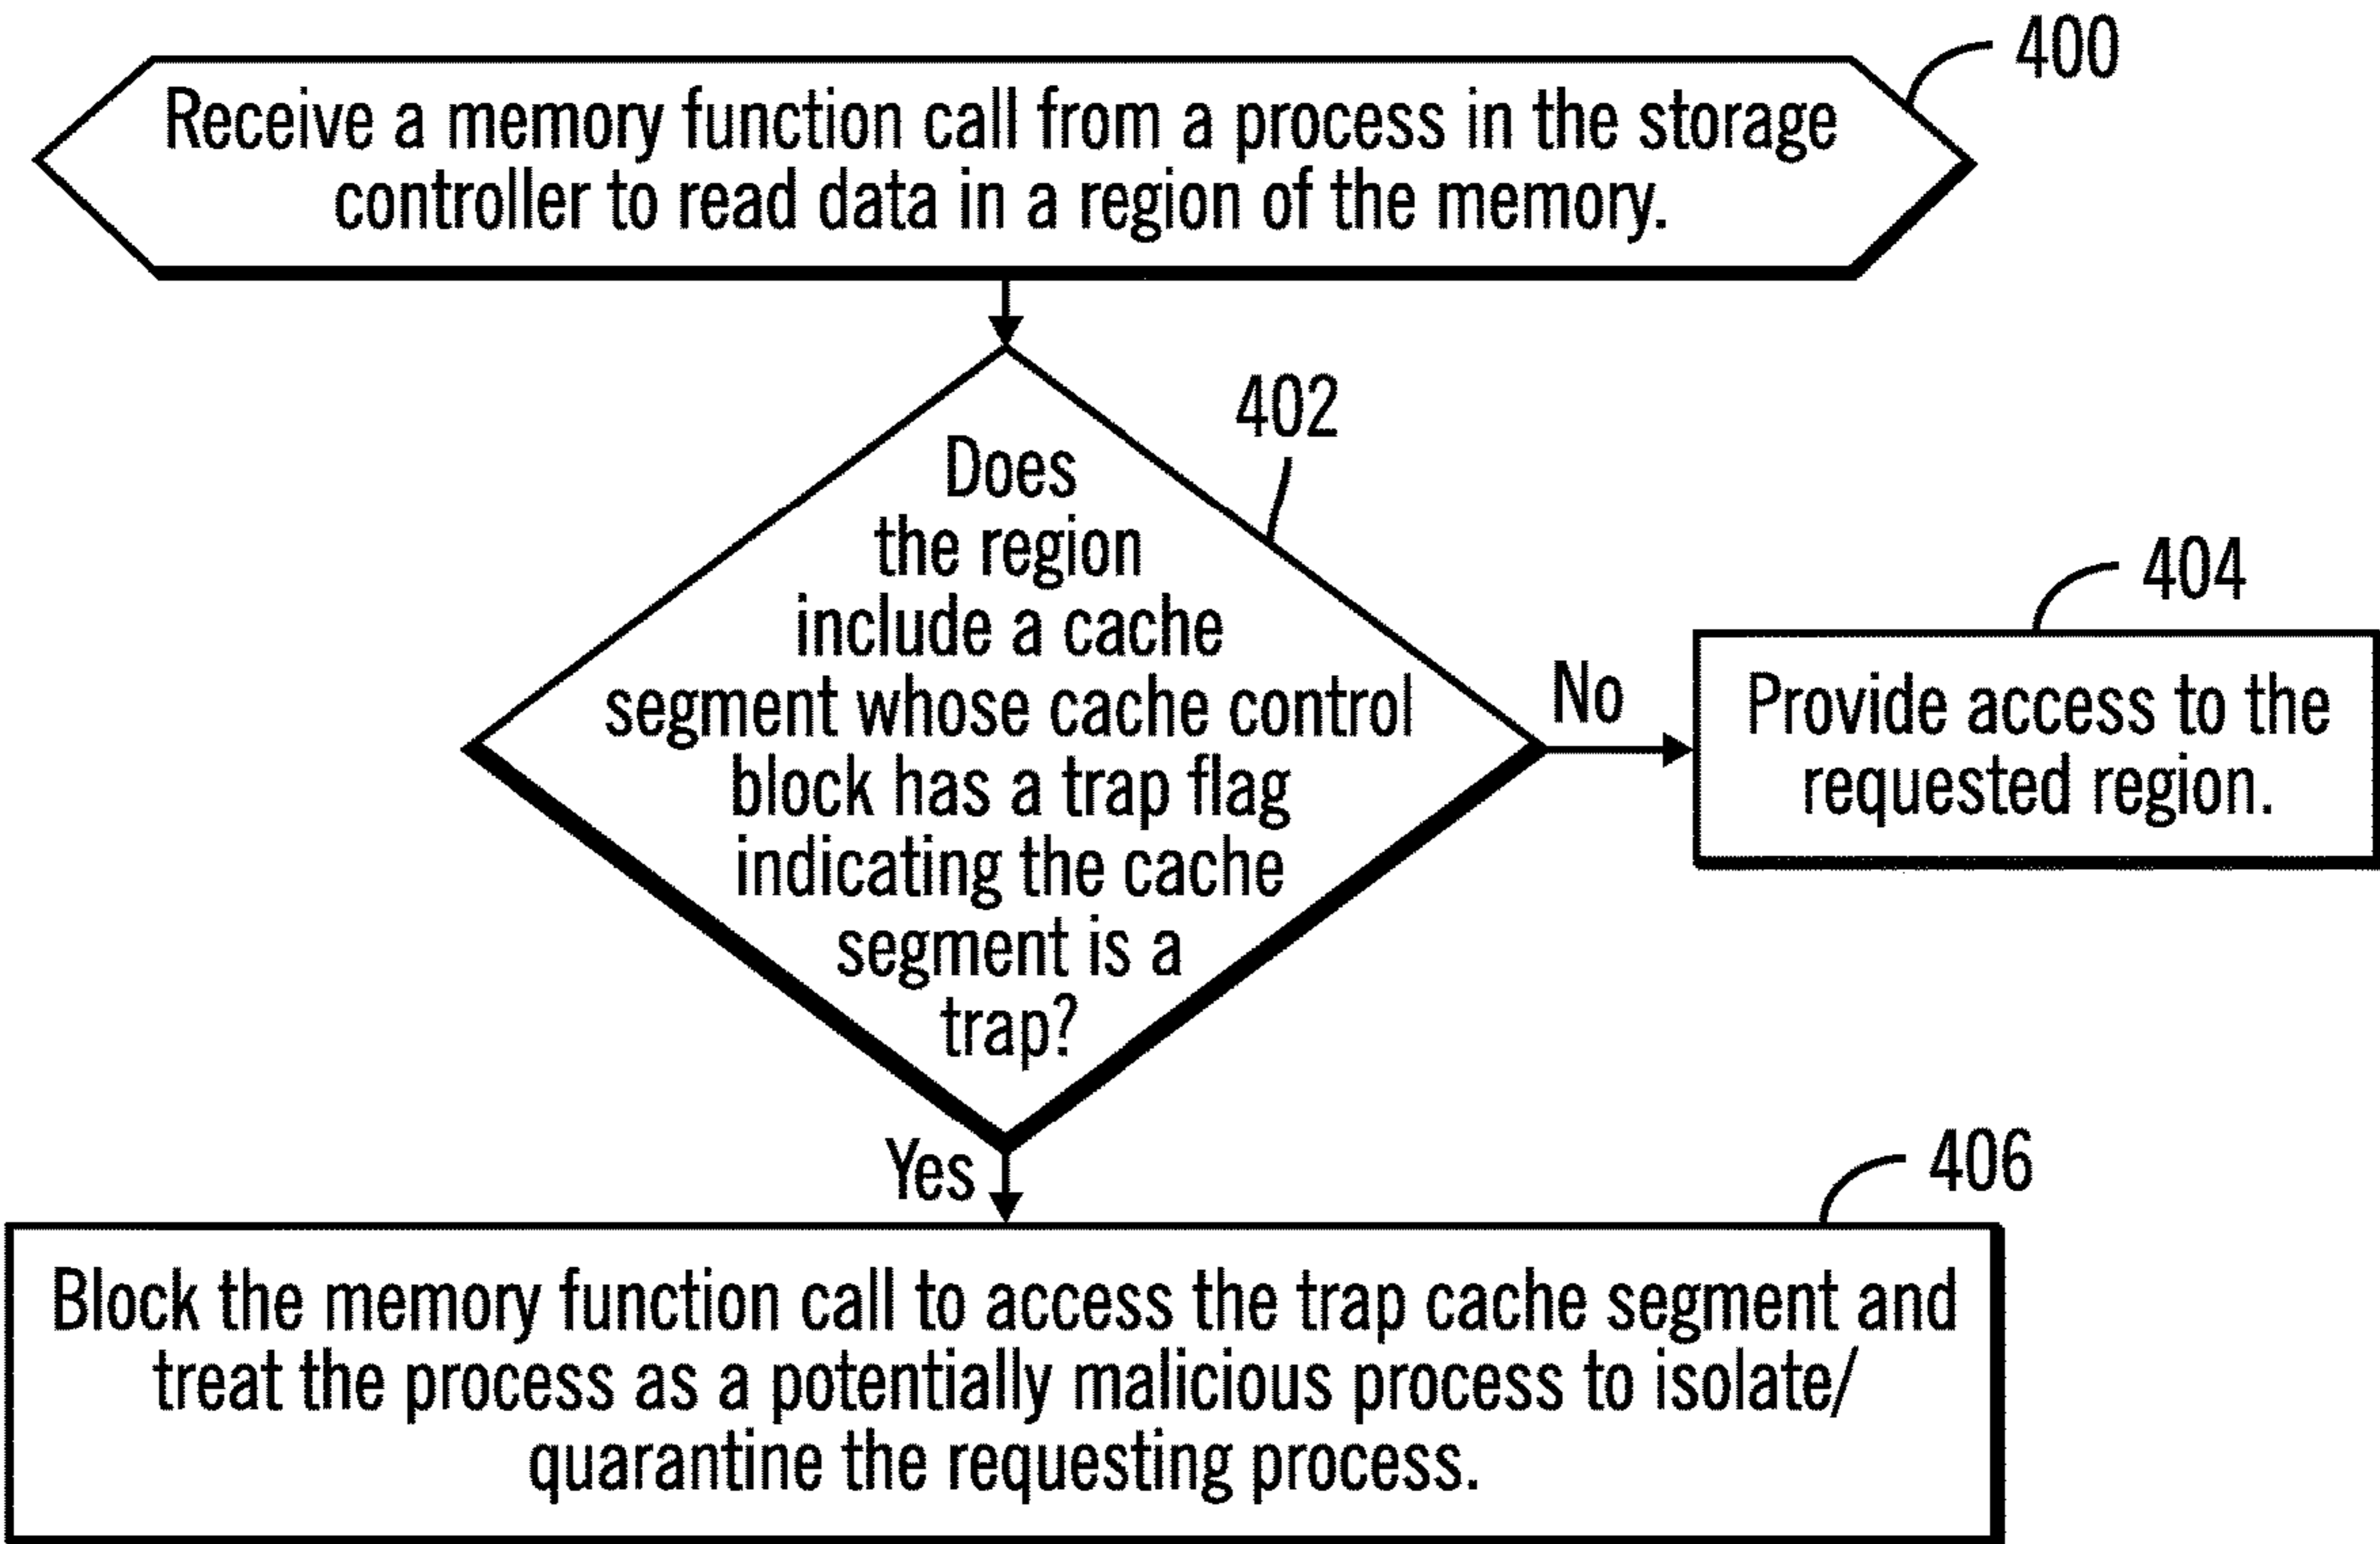 400
Receive a memory function call from a process in the storage
controller to read data in a region of the memory.
402
Does
the region
include a cache
segment whose cache control
block has a trap flag
indicating the cache
segment is a
trap?
No
404
Provide access to the
requested region.
Yes
406
Block the memory function call to access the trap cache segment and
treat the process as a potentially malicious process to isolate/
quarantine the requesting process.